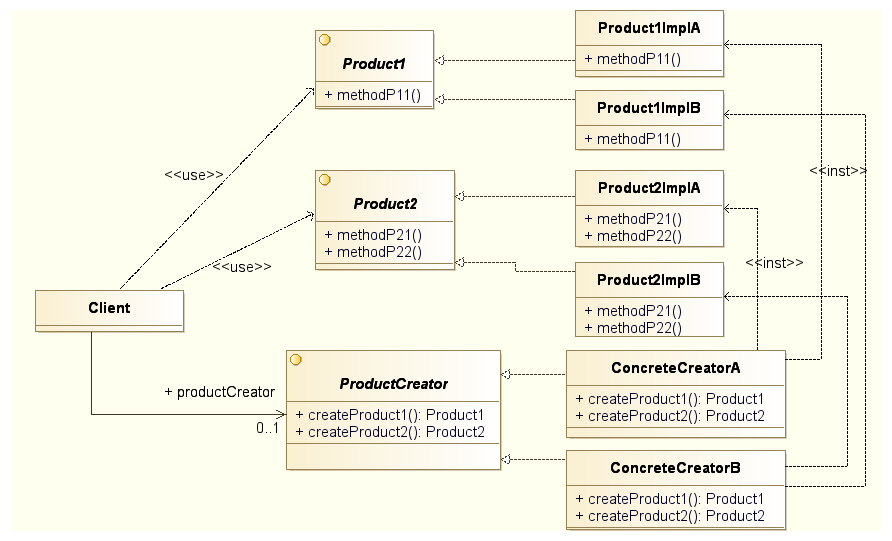 Product1
+ methodP11()
Product1ImplA
+ methodP11()
Product1ImplB
+ methodP11()
<<use>>
<<inst>>
Product2
+ methodP21()
+ methodP22()
Product2ImplA
+ methodP21()
+ methodP22()
<<use>>
<<inst>>
Product2ImplB
+ methodP21()
+ methodP22()
Client
+ productCreator
0..1
ProductCreator
+ createProduct1(): Product1
+ createProduct2(): Product2
ConcreteCreatorA
+ createProduct1(): Product1
+ createProduct2(): Product2
ConcreteCreatorB
+ createProduct1(): Product1
+ createProduct2(): Product2